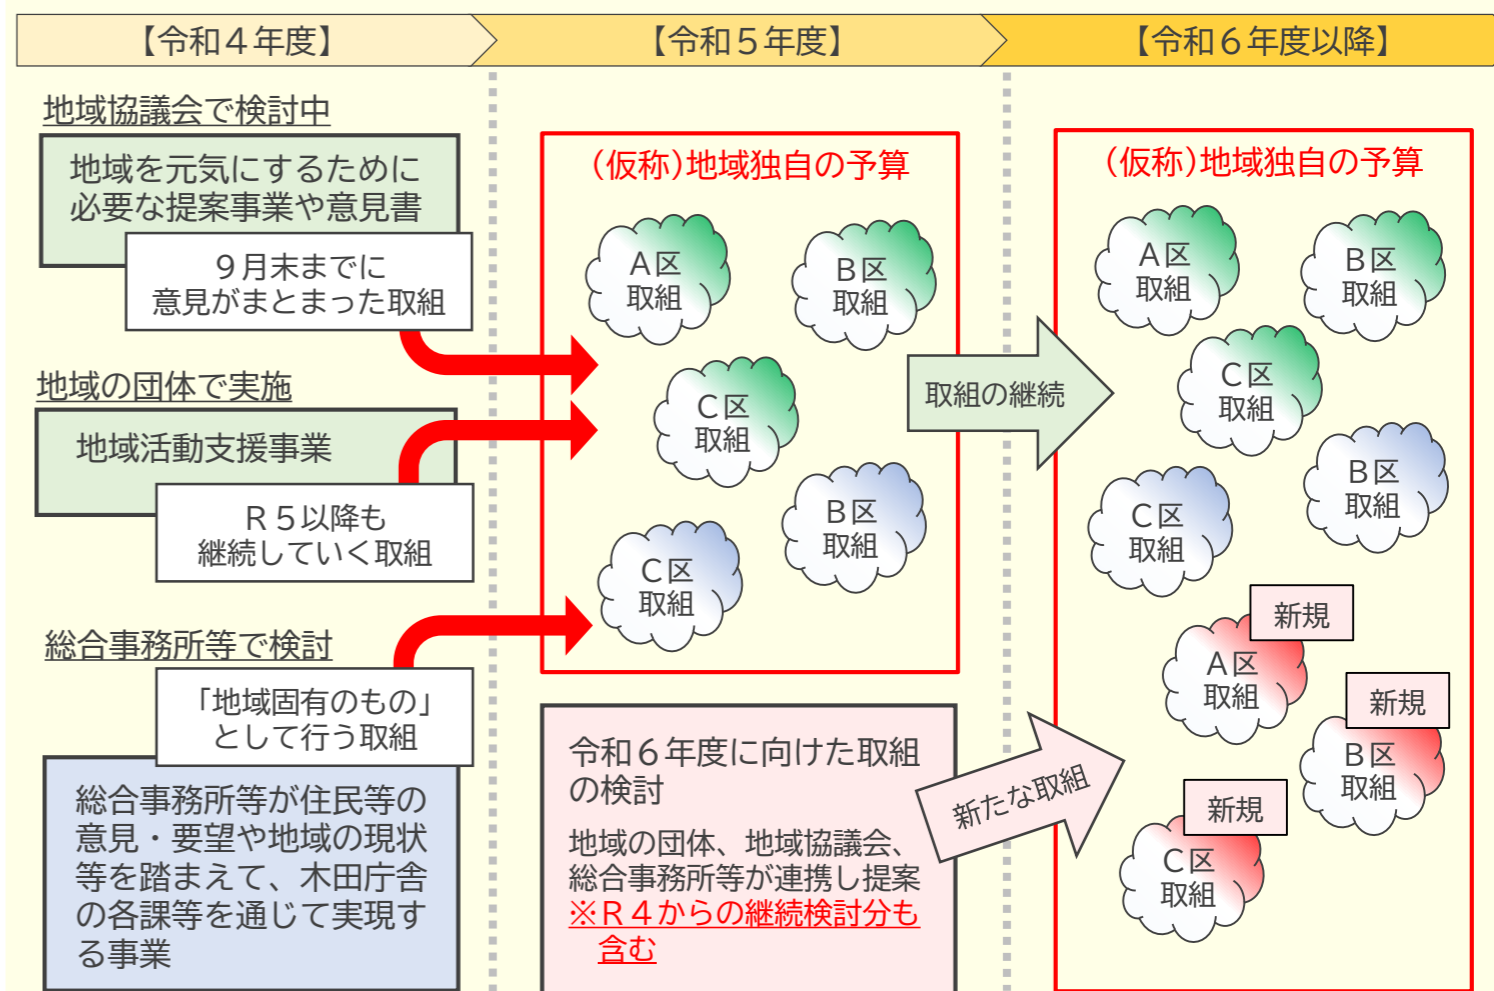 【令和４年度】
【令和５年度】
【令和６年度以降】
地域協議会で検討中
地域を元気にするために
必要な提案事業や意見書
９月末までに
意見がまとまった取組
地域の団体で実施
地域活動支援事業
Ｒ５以降も
継続していく取組
総合事務所等で検討
「地域固有のもの」
として行う取組
総合事務所等が住民等の
意見・要望や地域の現状
等を踏まえて、木田庁舎
の各課等を通じて実現す
る事業
（仮称）地域独自の予算
Ａ区
取組
Ｂ区
取組
Ｃ区
取組
Ｂ区
取組
Ｃ区
取組
令和６年度に向けた取組
の検討
地域の団体、地域協議会、
総合事務所等が連携し提案
※Ｒ４からの継続検討分も
含む
取組の継続
新たな取組
（仮称）地域独自の予算
Ａ区
取組
Ｂ区
取組
Ｃ区
取組
Ｂ区
取組
Ｃ区
取組
新規
Ａ区
取組
新規
Ｂ区
取組
新規
Ｃ区
取組